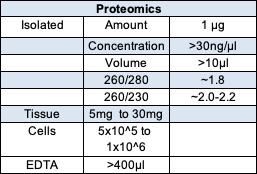 Proteomics
Isolated Amount 1 µg
Concentration >30ng/µl
Volume >10µl
260/280 ~1.8
260/230 ~2.0-2.2
Tissue 5mg to 30mg
Cells 5x10^5 to
1x10^6
EDTA >400µl